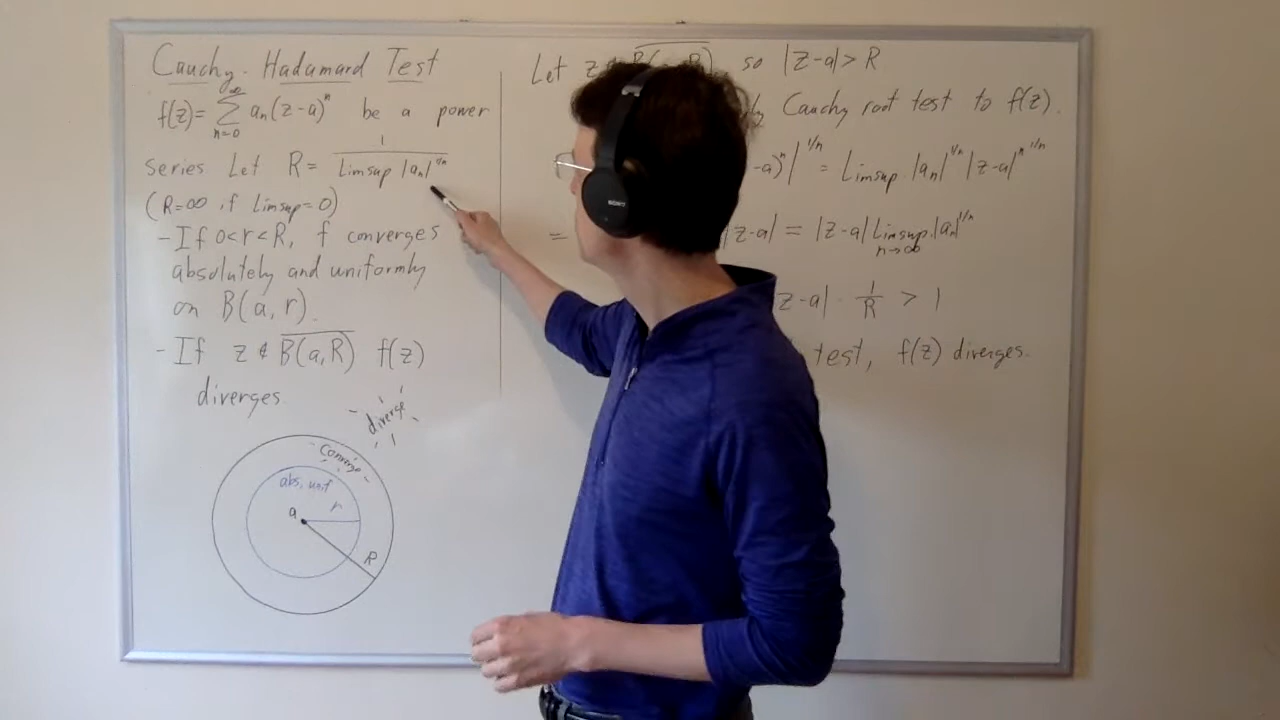 Cauchy-Hadamard Test
f(z)= ∑ n=0 ∞ aₙ(z-a)ⁿ be a power
series Let R= 1 / Limsup |aₙ|^1/n
(R=∞ if Limsup=0)
- If 0<r<R, f converges
absolutely and uniformly
on B(a,r).
- If z ∉ B̅(̅a̅,̅R̅)̅ f(z)
diverges
diverge
Converge
abs, unif
a r
R
Let z so |z-a|>R
Cauchy root test to f(z).
-a)ⁿ|^1/n = Limsup |aₙ|^1/n |z-a|^n·1/n
= |z-a| = |z-a| Limsup n→∞ |aₙ|^1/n
z-a| · 1/R > 1
test, f(z) diverges.